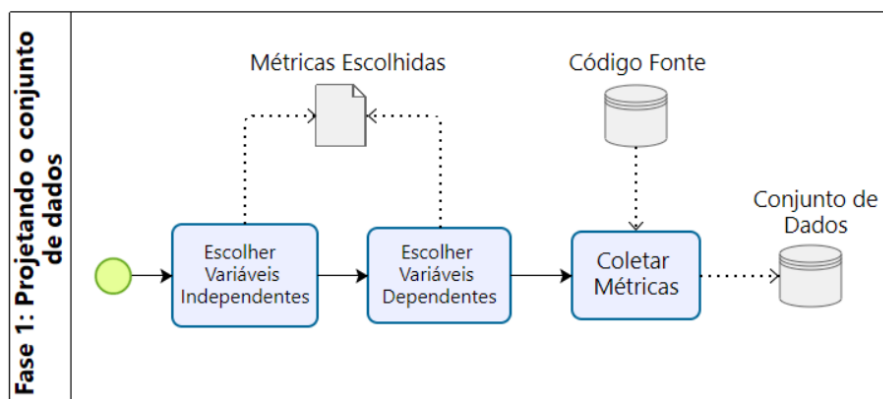 Fase 1: Projetando o conjunto
de dados
Métricas Escolhidas
Código Fonte
Conjunto de
Dados
Escolher
Variáveis
Independentes
Escolher
Variáveis
Dependentes
Coletar
Métricas